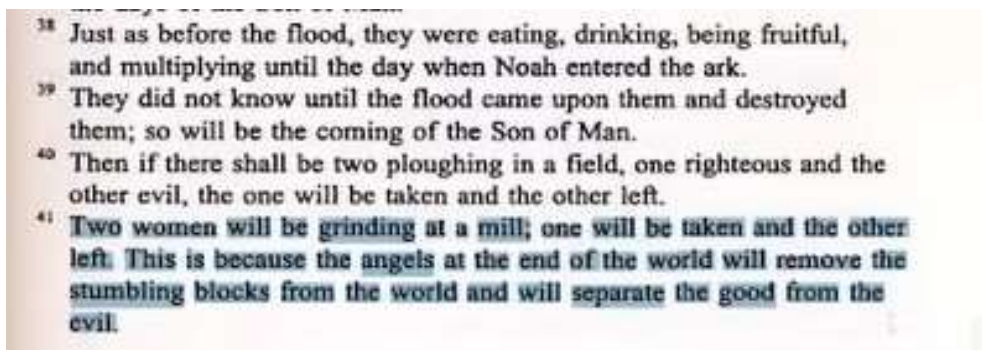 38 Just as before the flood, they were eating, drinking, being fruitful,
and multiplying until the day when Noah entered the ark.
39 They did not know until the flood came upon them and destroyed
them; so will be the coming of the Son of Man.
40 Then if there shall be two ploughing in a field, one righteous and the
other evil, the one will be taken and the other left.
41 Two women will be grinding at a mill; one will be taken and the other
left. This is because the angels at the end of the world will remove the
stumbling blocks from the world and will separate the good from the
evil.